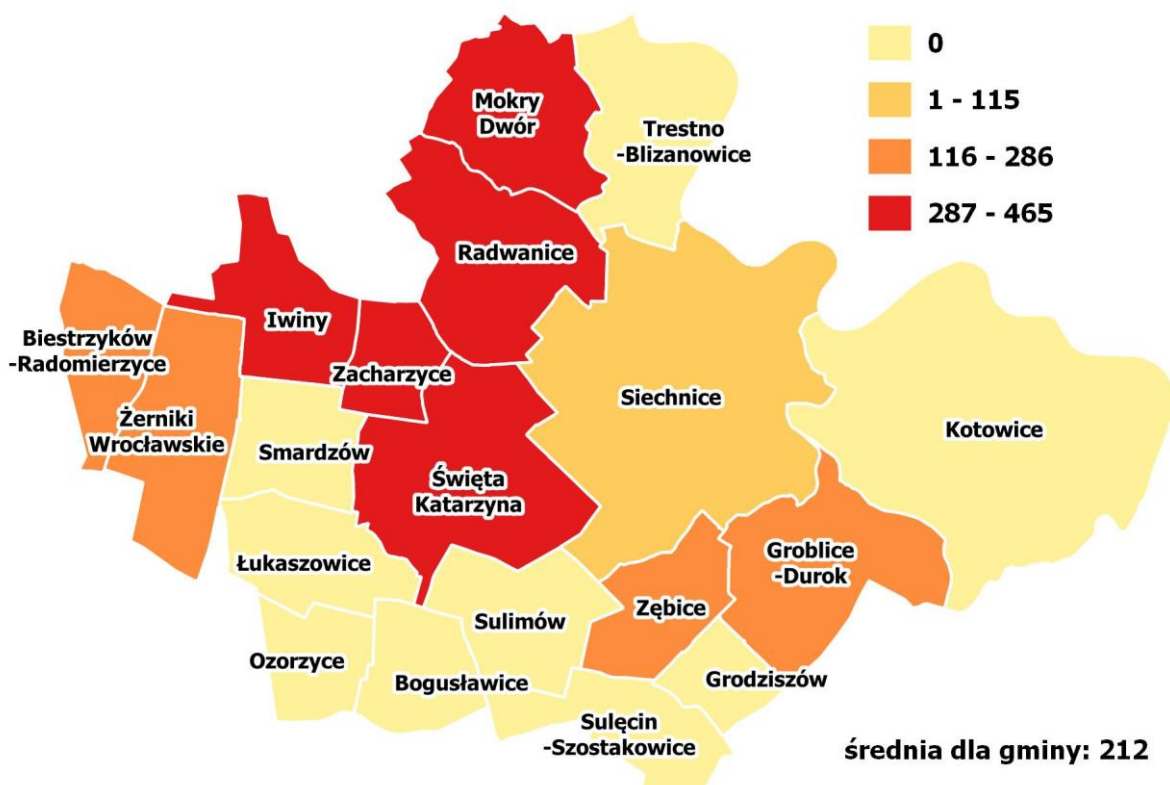 0
1 - 115
116 - 286
287 - 465
Mokry
Dwór
Trestno
-Blizanowice
Radwanice
Iwiny
Biestrzyków
-Radomierzyce
Zacharzyce
Siechnice
Kotowice
Żerniki
Wrocławskie
Smardzów
Święta
Katarzyna
Łukaszowice
Groblice
-Durok
Zębice
Sulimów
Ozorzyce
Bogusławice
Grodziszów
Sulęcin
-Szostakowice
średnia dla gminy: 212